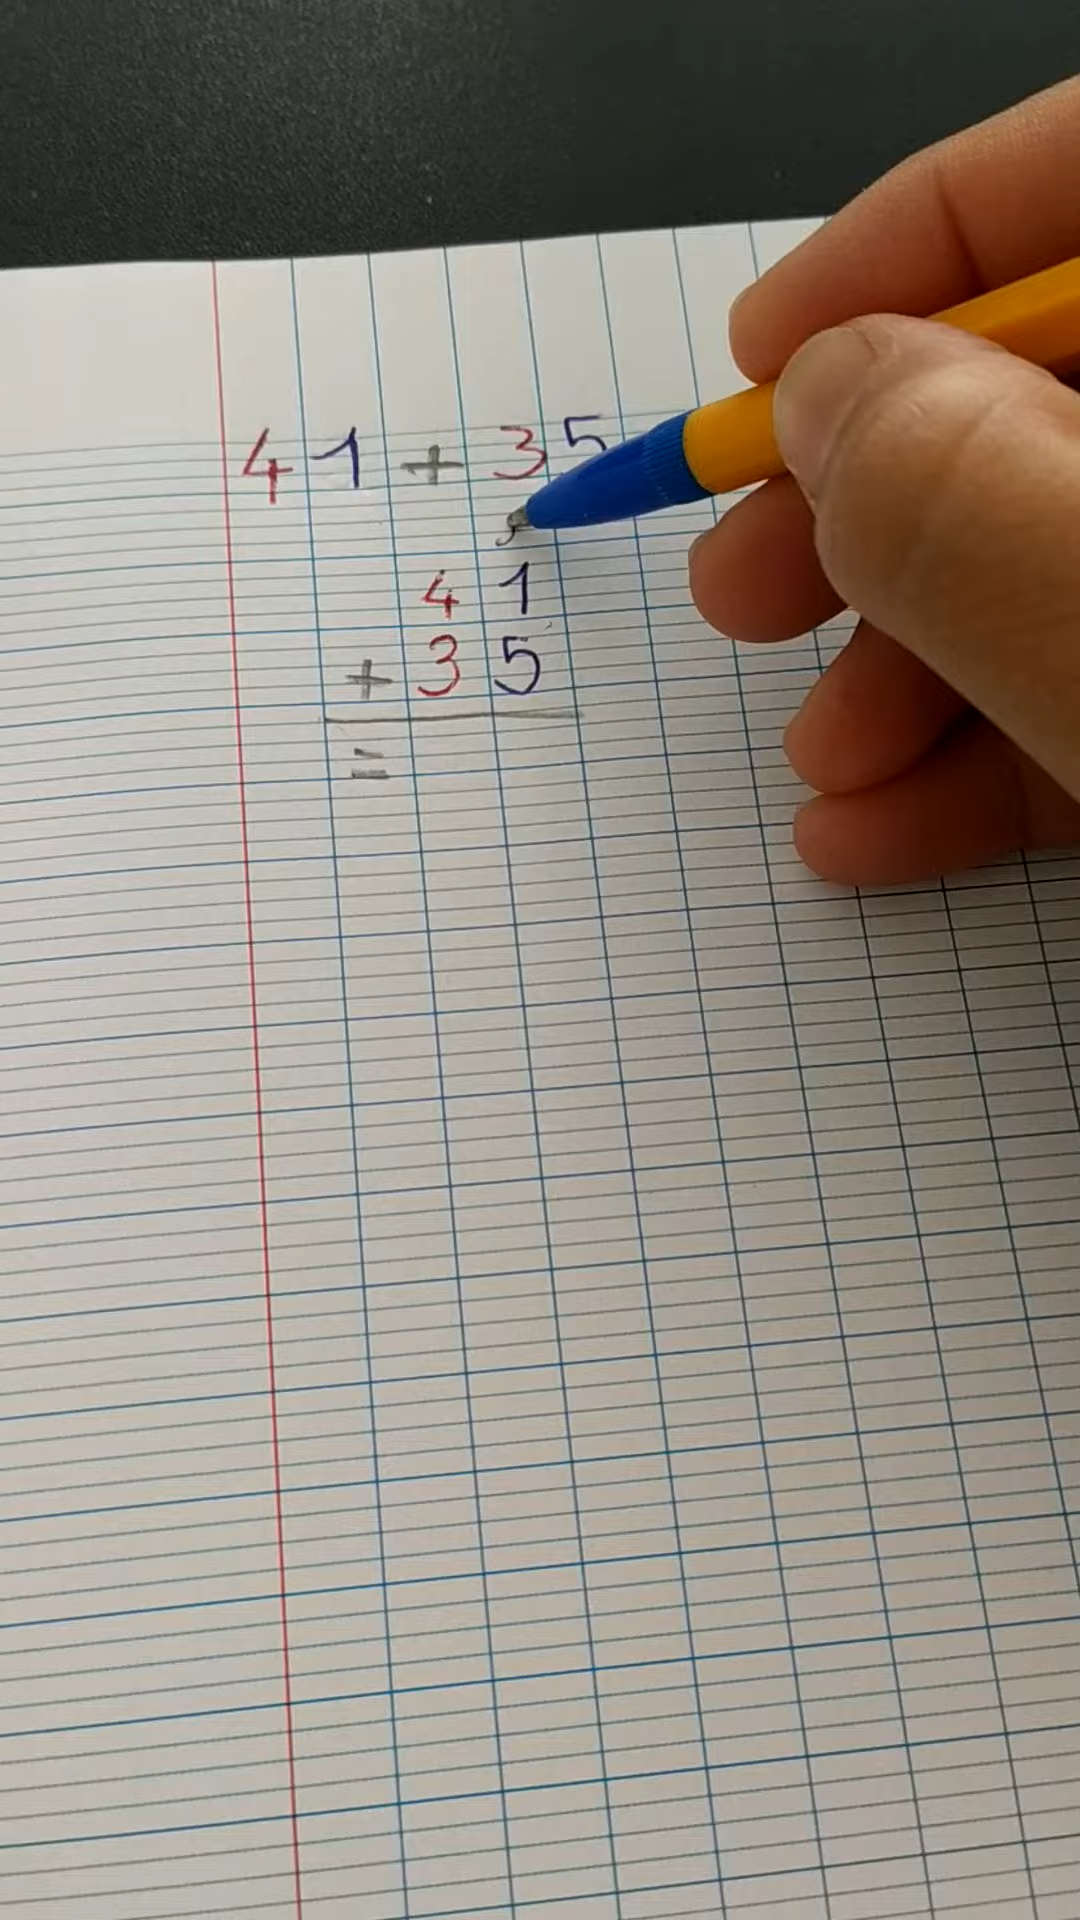 41 + 35
41
+ 35
=